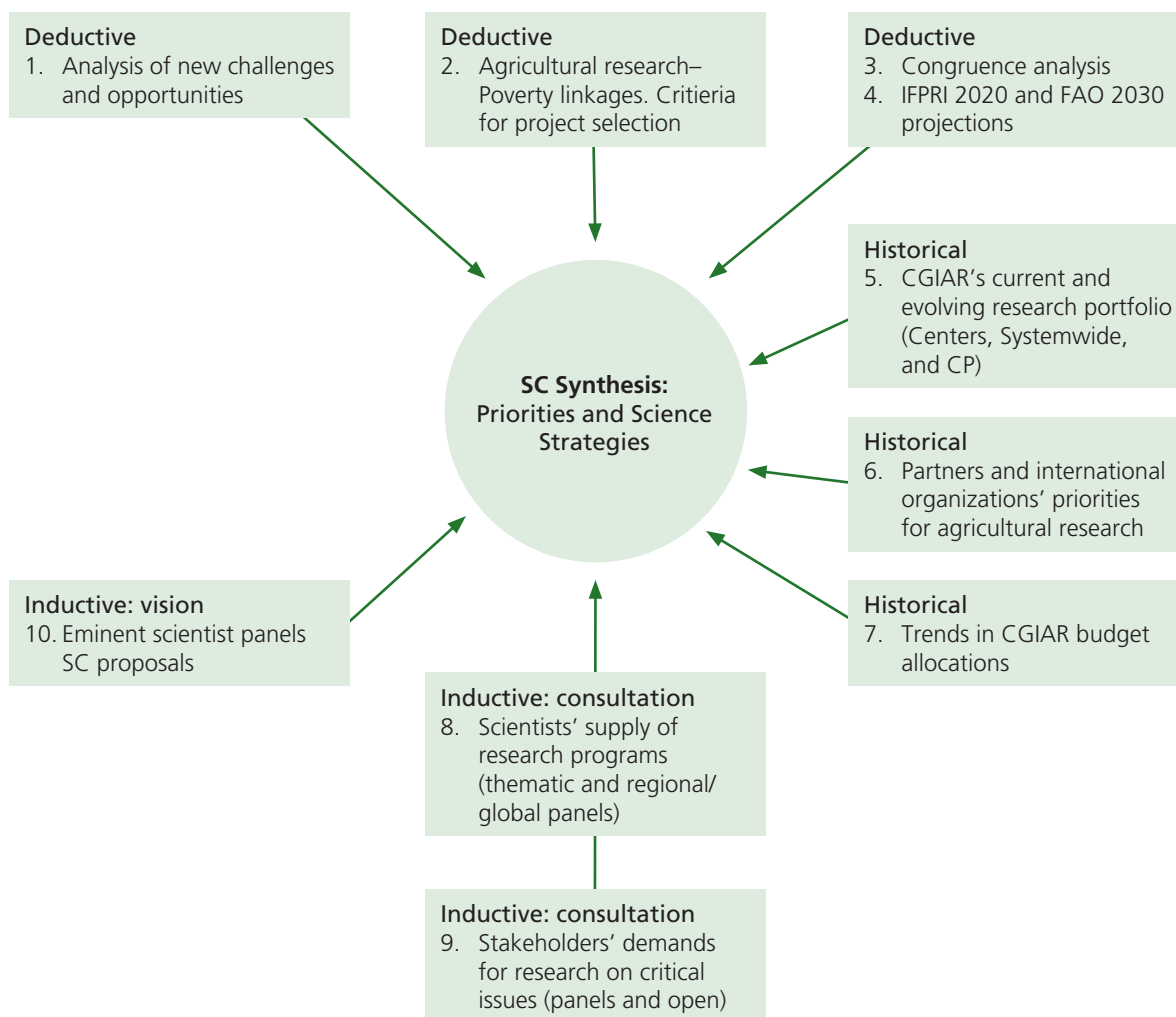 Deductive
1. Analysis of new challenges
and opportunities
Deductive
2. Agricultural research–
Poverty linkages. Critieria
for project selection
Deductive
3. Congruence analysis
4. IFPRI 2020 and FAO 2030
projections
Historical
5. CGIAR’s current and
evolving research portfolio
(Centers, Systemwide,
and CP)
SC Synthesis:
Priorities and Science
Strategies
Historical
6. Partners and international
organizations’ priorities
for agricultural research
Inductive: vision
10. Eminent scientist panels
SC proposals
Historical
7. Trends in CGIAR budget
allocations
Inductive: consultation
8. Scientists’ supply of
research programs
(thematic and regional/
global panels)
Inductive: consultation
9. Stakeholders’ demands
for research on critical
issues (panels and open)